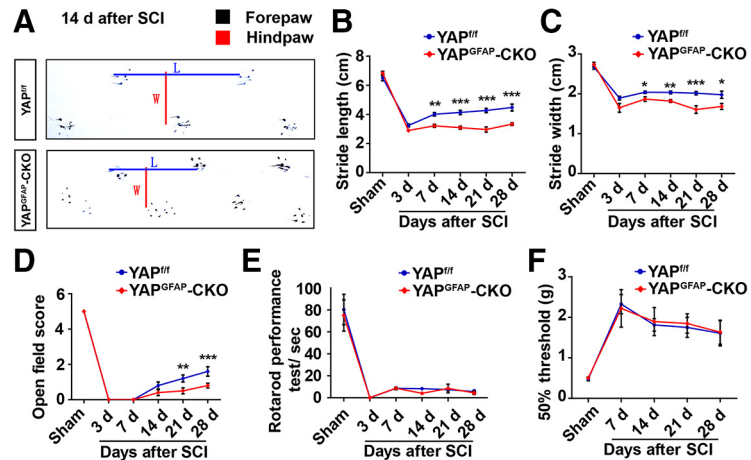 A
14 d after SCI
Forepaw
Hindpaw
YAPf/f
L
W
YAPGFAP-CKO
L
W
B
YAPf/f
YAPGFAP-CKO
Stride length (cm)
8
6
4
2
0
** *** *** ***
Sham 3 d 7 d 14 d 21 d 28 d
Days after SCI
C
YAPf/f
YAPGFAP-CKO
Stride width (cm)
3
2
1
0
* ** *** *
Sham 3 d 7 d 14 d 21 d 28 d
Days after SCI
D
YAPf/f
YAPGFAP-CKO
Open field score
6
4
2
0
** ***
Sham 3 d 7 d 14 d 21 d 28 d
Days after SCI
E
YAPf/f
YAPGFAP-CKO
Rotarod performance
test/ sec
100
80
60
40
20
0
Sham 3 d 7 d 14 d 21 d 28 d
Days after SCI
F
YAPf/f
YAPGFAP-CKO
50% threshold (g)
3
2
1
0
Sham 7 d 14 d 21 d 28 d
Days after SCI